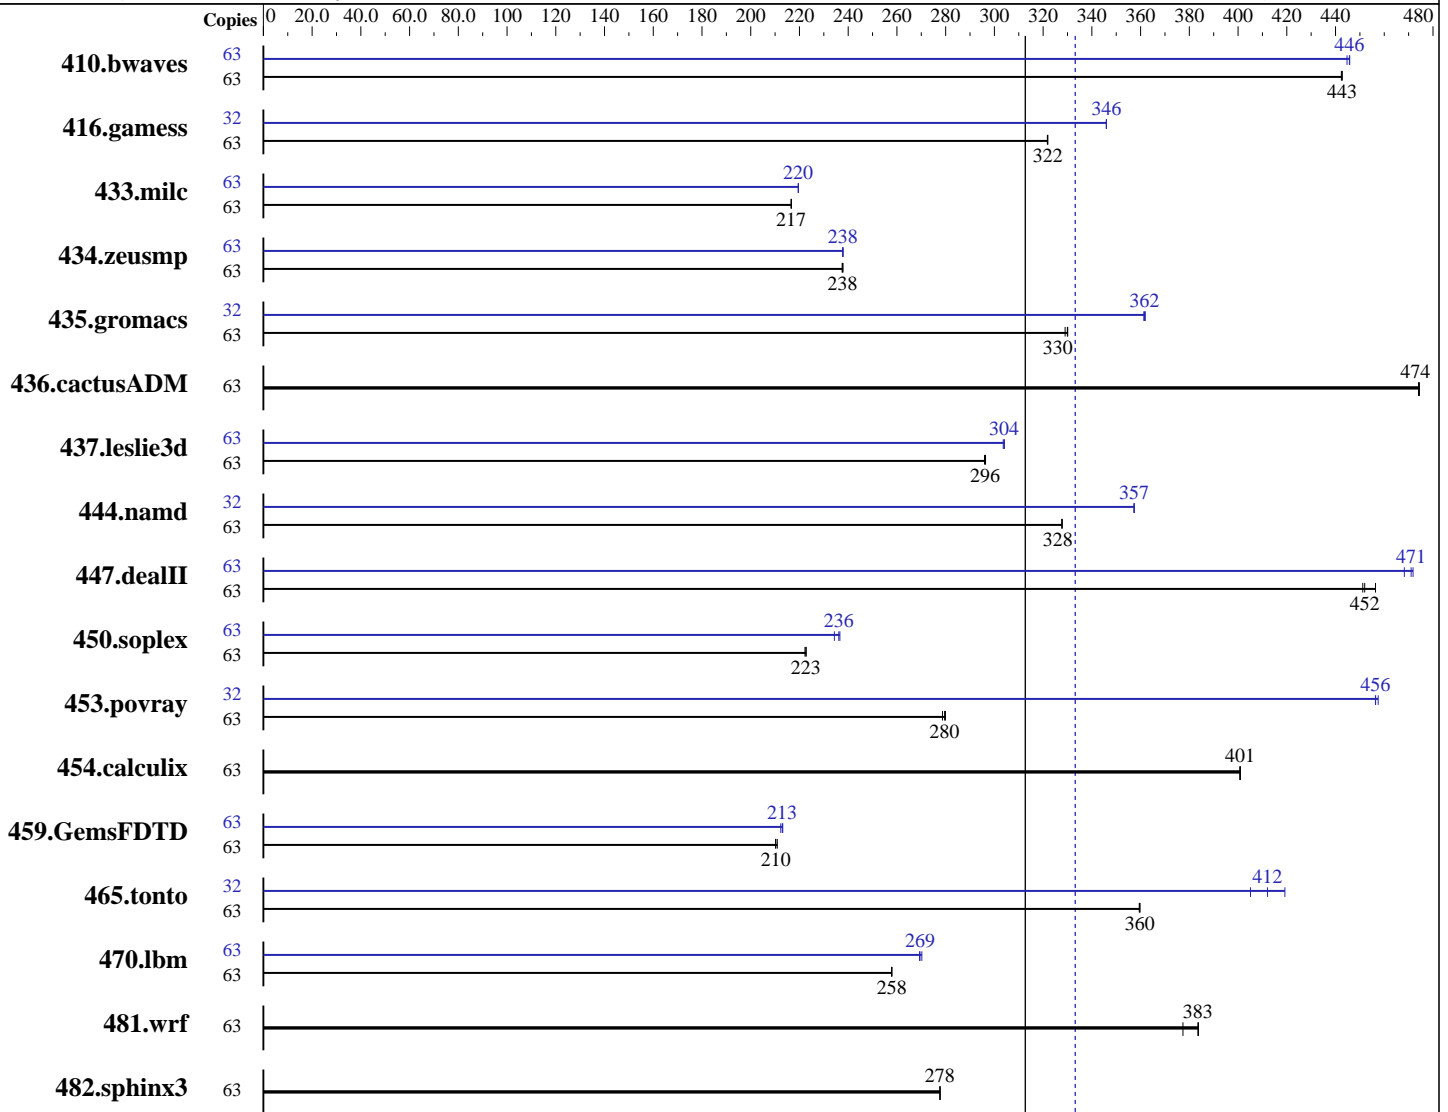 Copies 0 20.0 40.0 60.0 80.0 100 120 140 160 180 200 220 240 260 280 300 320 340 360 380 400 420 440 480
410.bwaves 63 446
63 443
416.gamess 32 346
63 322
433.milc 63 220
63 217
434.zeusmp 63 238
63 238
435.gromacs 32 362
63 330
436.cactusADM 63 474
437.leslie3d 63 304
63 296
444.namd 32 357
63 328
447.dealII 63 471
63 452
450.soplex 63 236
63 223
453.povray 32 456
63 280
454.calculix 63 401
459.GemsFDTD 63 213
63 210
465.tonto 32 412
63 360
470.lbm 63 269
63 258
481.wrf 63 383
482.sphinx3 63 278